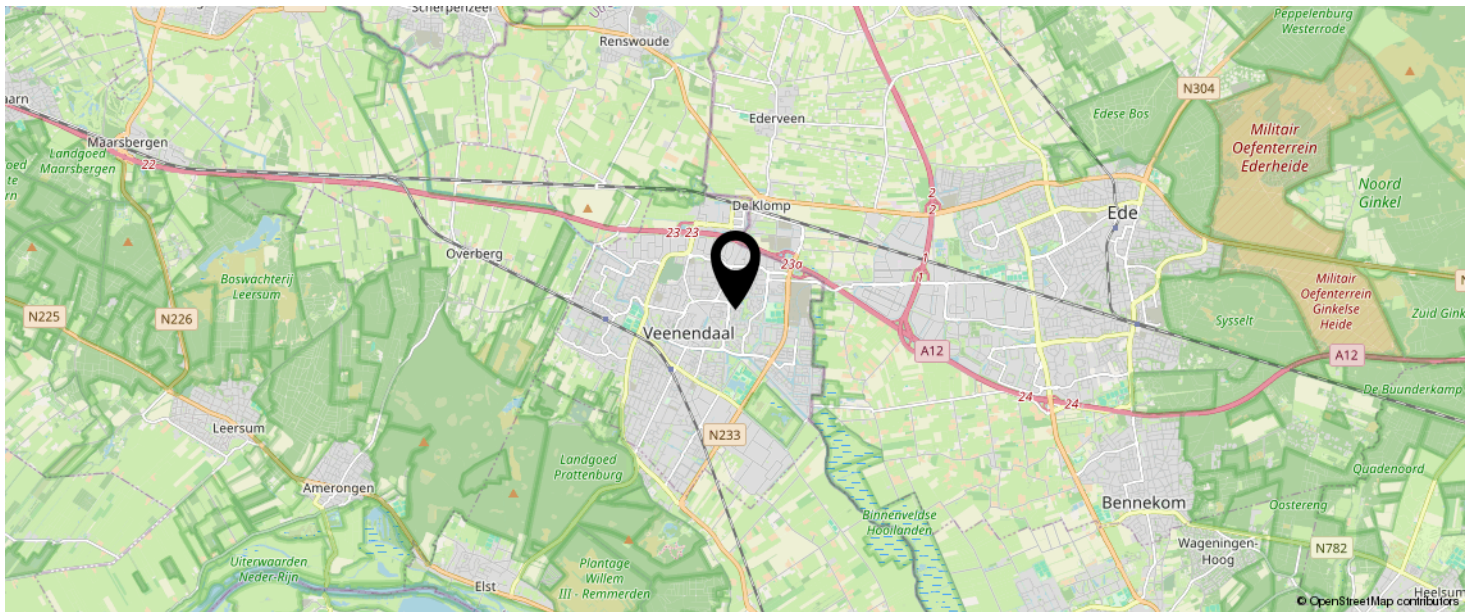 Scherpenzeel
Renswoude
Peppelenburg
Westerrode
N304
Ederveen
Edese Bos
Militair
Oefenterrein
Ederheide
Maarsbergen
Landgoed
Maarsbergen
22
Noord
Ginkel
2
2
De Klomp
Ede
23 23
23a
1
1
Overberg
Boswachterij
Leersum
Militair
Oefenterrein
Ginkelse
Heide
N225
N226
Sysselt
Zuid Gink
Veenendaal
A12
A12
De Buunderkamp
24
24
Leersum
N233
Landgoed
Prattenburg
Quadenoord
Amerongen
Bennekom
Oostereng
Binnenveldse
Hooilanden
Wageningen-
Hoog
N782
Uiterwaarden
Neder-Rijn
Elst
Plantage
Willem
III - Remmerden
Heelsum
© OpenStreetMap contributors